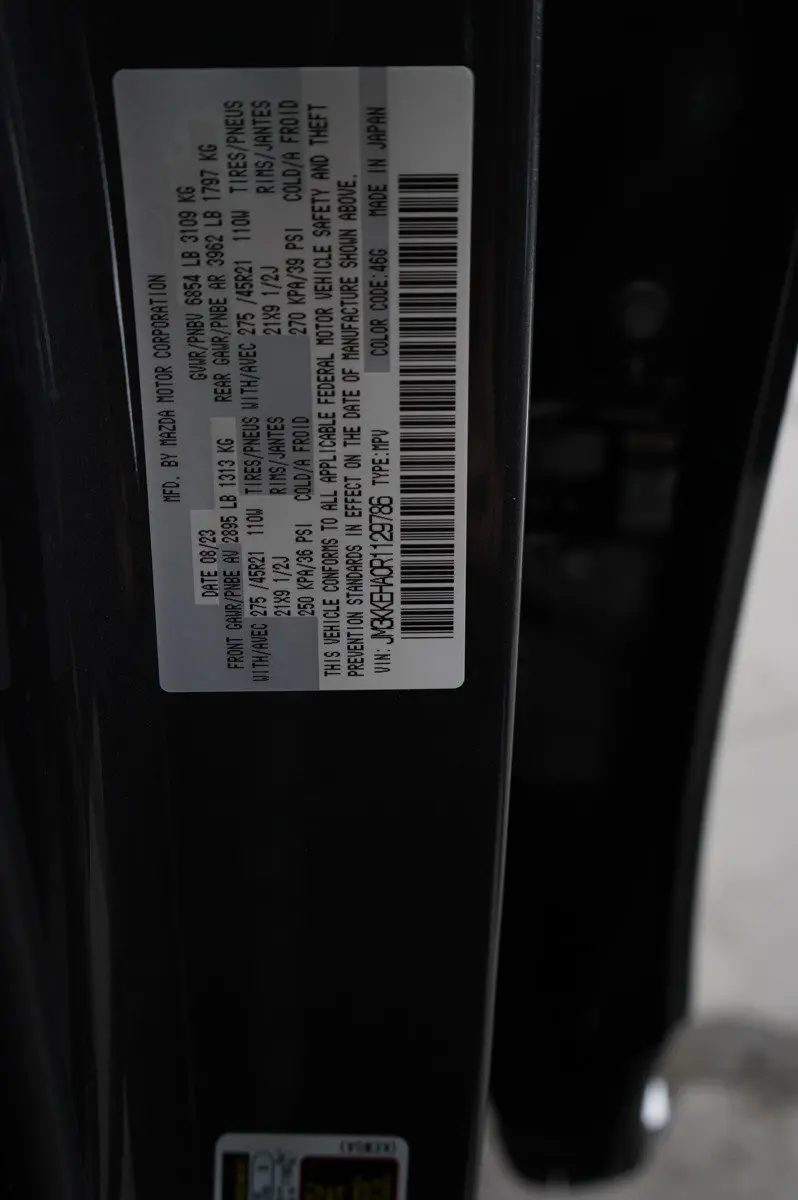 MFD. BY MAZDA MOTOR CORPORATION
DATE 08/23 GVWR/PNBV 6854 LB 3109 KG
FRONT GAWR/PNBE AV 2895 LB 1313 KG REAR GAWR/PNBE AR 3962 LB 1797 KG
WITH/AVEC 275 /45R21 110W TIRES/PNEUS WITH/AVEC 275 /45R21 110W TIRES/PNEUS
21X9 1/2J RIMS/JANTES 21X9 1/2J RIMS/JANTES
250 KPA/36 PSI COLD/A FROID 270 KPA/39 PSI COLD/A FROID
THIS VEHICLE CONFORMS TO ALL APPLICABLE FEDERAL MOTOR VEHICLE SAFETY AND THEFT
PREVENTION STANDARDS IN EFFECT ON THE DATE OF MANUFACTURE SHOWN ABOVE.
VIN: JM3KKEHA0R1129786 TYPE:MPV COLOR CODE:46G MADE IN JAPAN